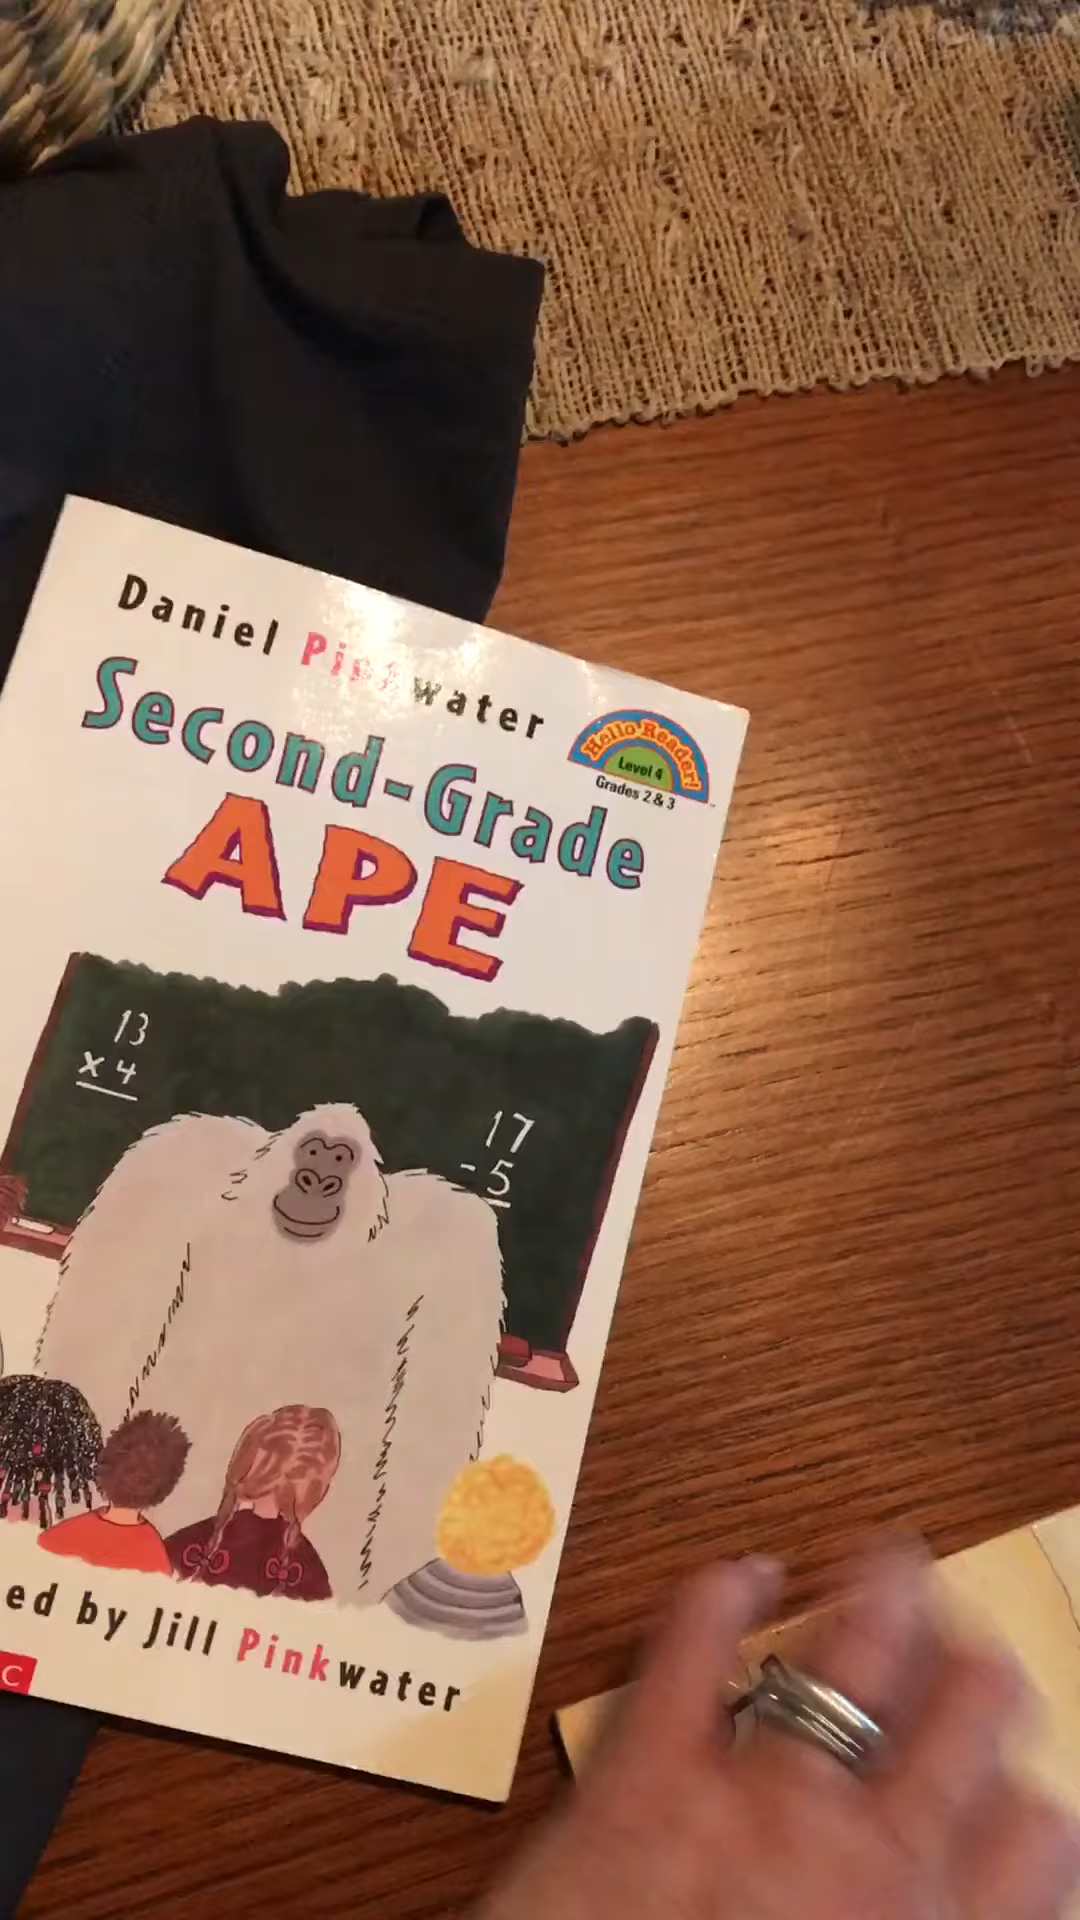 Daniel Pinkwater
Second-Grade
APE
Hello Reader!
Level 4
Grades 2 & 3
13
x 4
17
- 5
ed by Jill Pinkwater
C